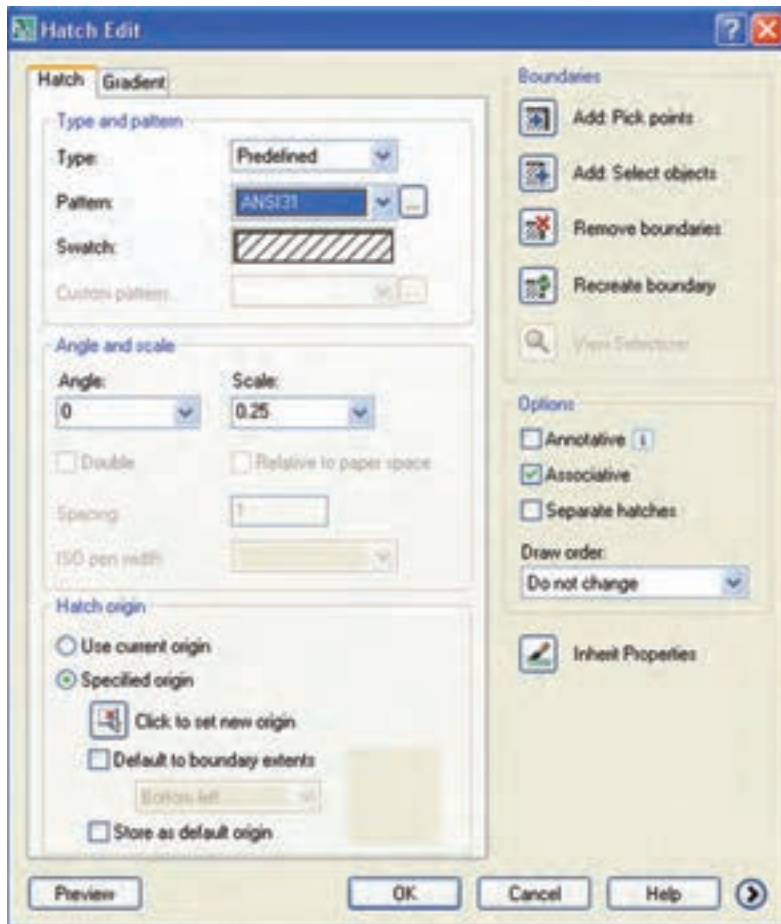 Hatch Edit
Hatch
Gradient
Type and pattern
Type:
Predefined
Pattern:
ANSI31
...
Swatch:
Custom pattern:
...
Angle and scale
Angle:
Scale:
0
0.25
Double
Relative to paper space
Spacing:
1
ISO pen width:
Hatch origin
Use current origin
Specified origin
Click to set new origin
Default to boundary extents
Bottom left
Store as default origin
Boundaries
Add: Pick points
Add: Select objects
Remove boundaries
Recreate boundary
View Selections
Options
Annotative
Associative
Separate hatches
Draw order:
Do not change
Inherit Properties
Preview
OK
Cancel
Help